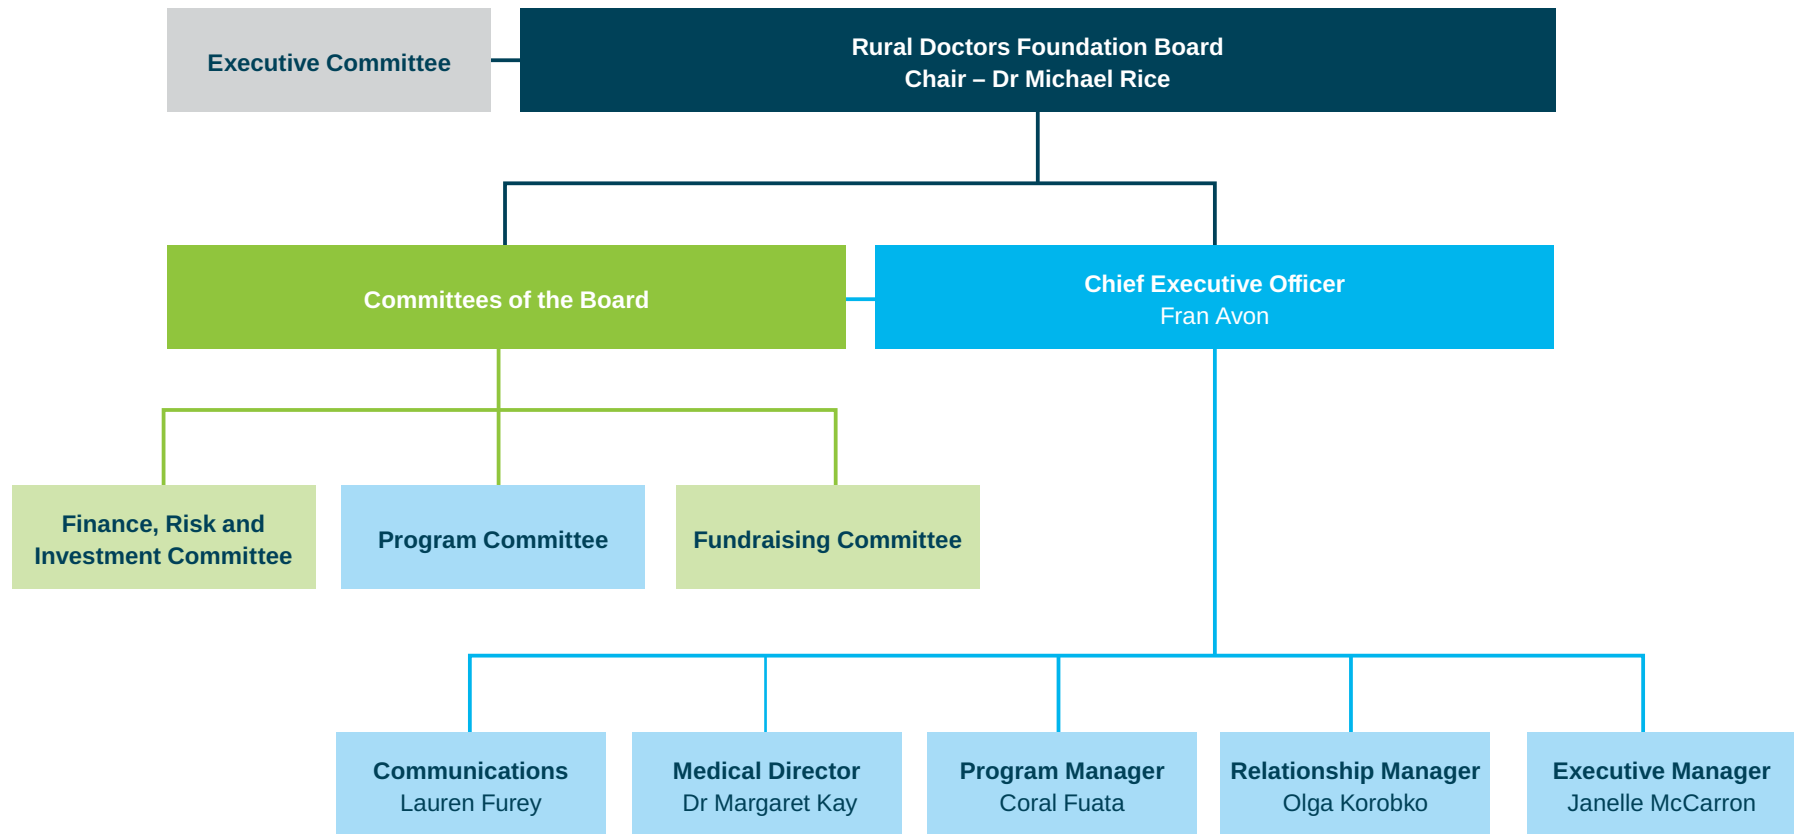 Executive Committee
Rural Doctors Foundation Board
Chair – Dr Michael Rice
Committees of the Board
Chief Executive Officer
Fran Avon
Finance, Risk and
Investment Committee
Program Committee
Fundraising Committee
Communications
Lauren Furey
Medical Director
Dr Margaret Kay
Program Manager
Coral Fuata
Relationship Manager
Olga Korobko
Executive Manager
Janelle McCarron